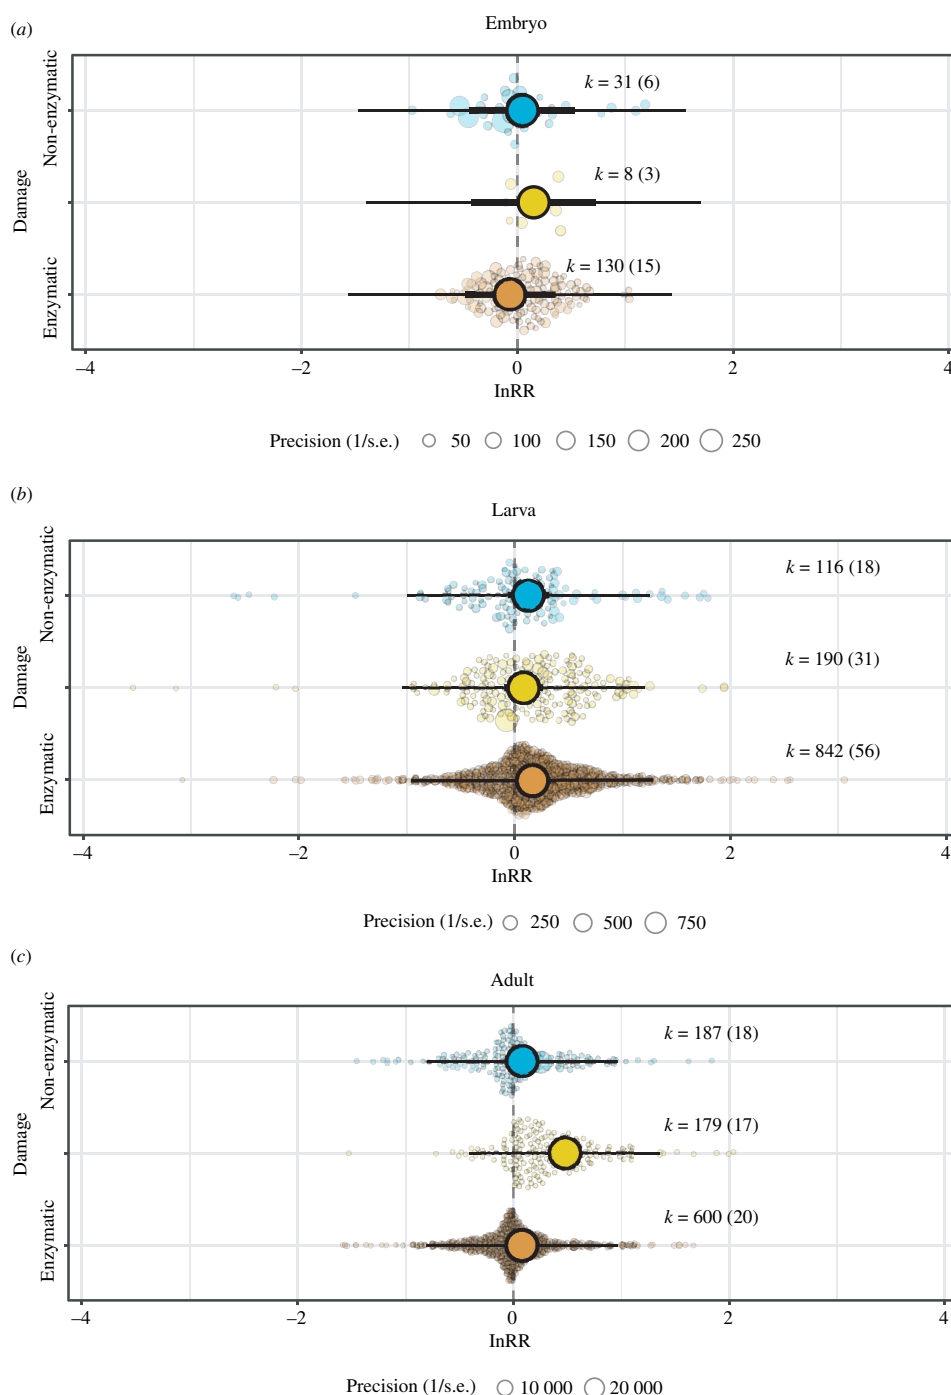 (a)
Embryo
Non-enzymatic
Damage
Enzymatic
k = 31 (6)
k = 8 (3)
k = 130 (15)
–4 –2 0 2 4
InRR
Precision (1/s.e.) 50 100 150 200 250
(b)
Larva
Non-enzymatic
Damage
Enzymatic
k = 116 (18)
k = 190 (31)
k = 842 (56)
–4 –2 0 2 4
InRR
Precision (1/s.e.) 250 500 750
(c)
Adult
Non-enzymatic
Damage
Enzymatic
k = 187 (18)
k = 179 (17)
k = 600 (20)
–4 –2 0 2 4
InRR
Precision (1/s.e.) 10 000 20 000